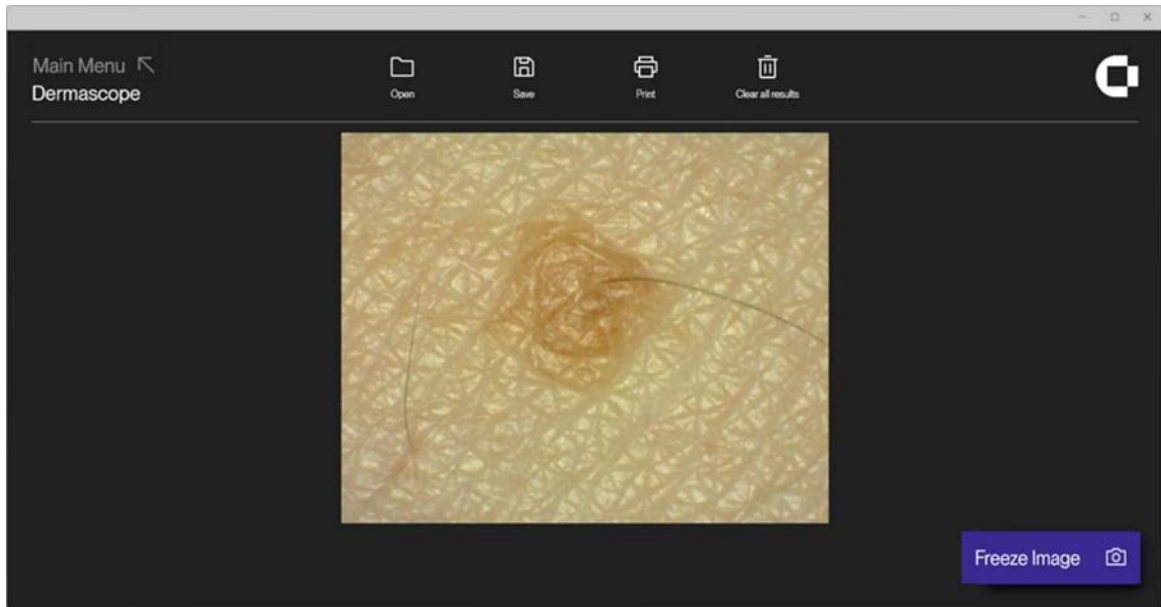 Main Menu
Dermascope
Open
Save
Print
Clear all results
Freeze Image